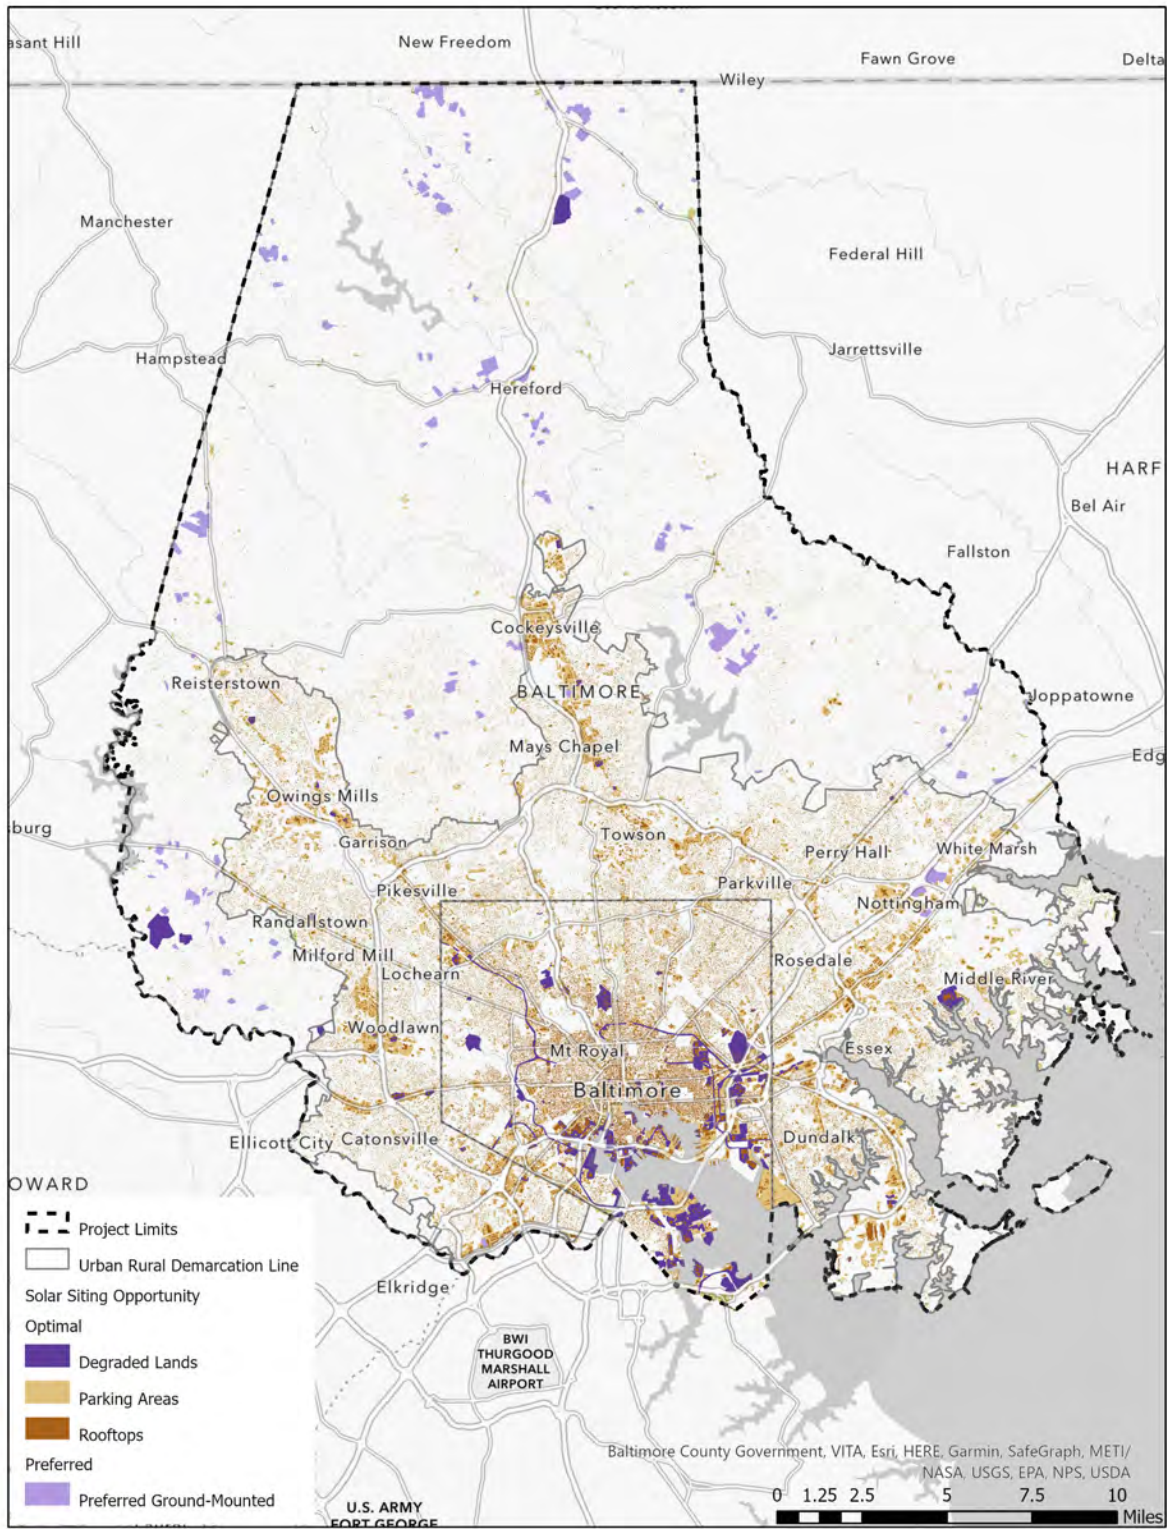 asant Hill
New Freedom
Fawn Grove
Delta
Wiley
Manchester
Federal Hill
Jarrettsville
Hampstead
Hereford
HARF
Bel Air
Fallston
Cockeysville
Reisterstown
BALTIMORE
Joppatowne
Mays Chapel
Edg
Owings Mills
sburg
Towson
Garrison
Perry Hall
White Marsh
Pikesville
Parkville
Nottingham
Randallstown
Milford Mill
Lochearn
Rosedale
Middle River
Woodlawn
Mt Royal
Essex
Baltimore
Ellicott City
Catonsville
Dundalk
OWARD
Elkridge
BWI
THURGOOD
MARSHALL
AIRPORT
U.S. ARMY
FORT GEORGE
Project Limits
Urban Rural Demarcation Line
Solar Siting Opportunity
Optimal
Degraded Lands
Parking Areas
Rooftops
Preferred
Preferred Ground-Mounted
Baltimore County Government, VITA, Esri, HERE, Garmin, SafeGraph, METI/
NASA, USGS, EPA, NPS, USDA
0 1.25 2.5 5 7.5 10
Miles